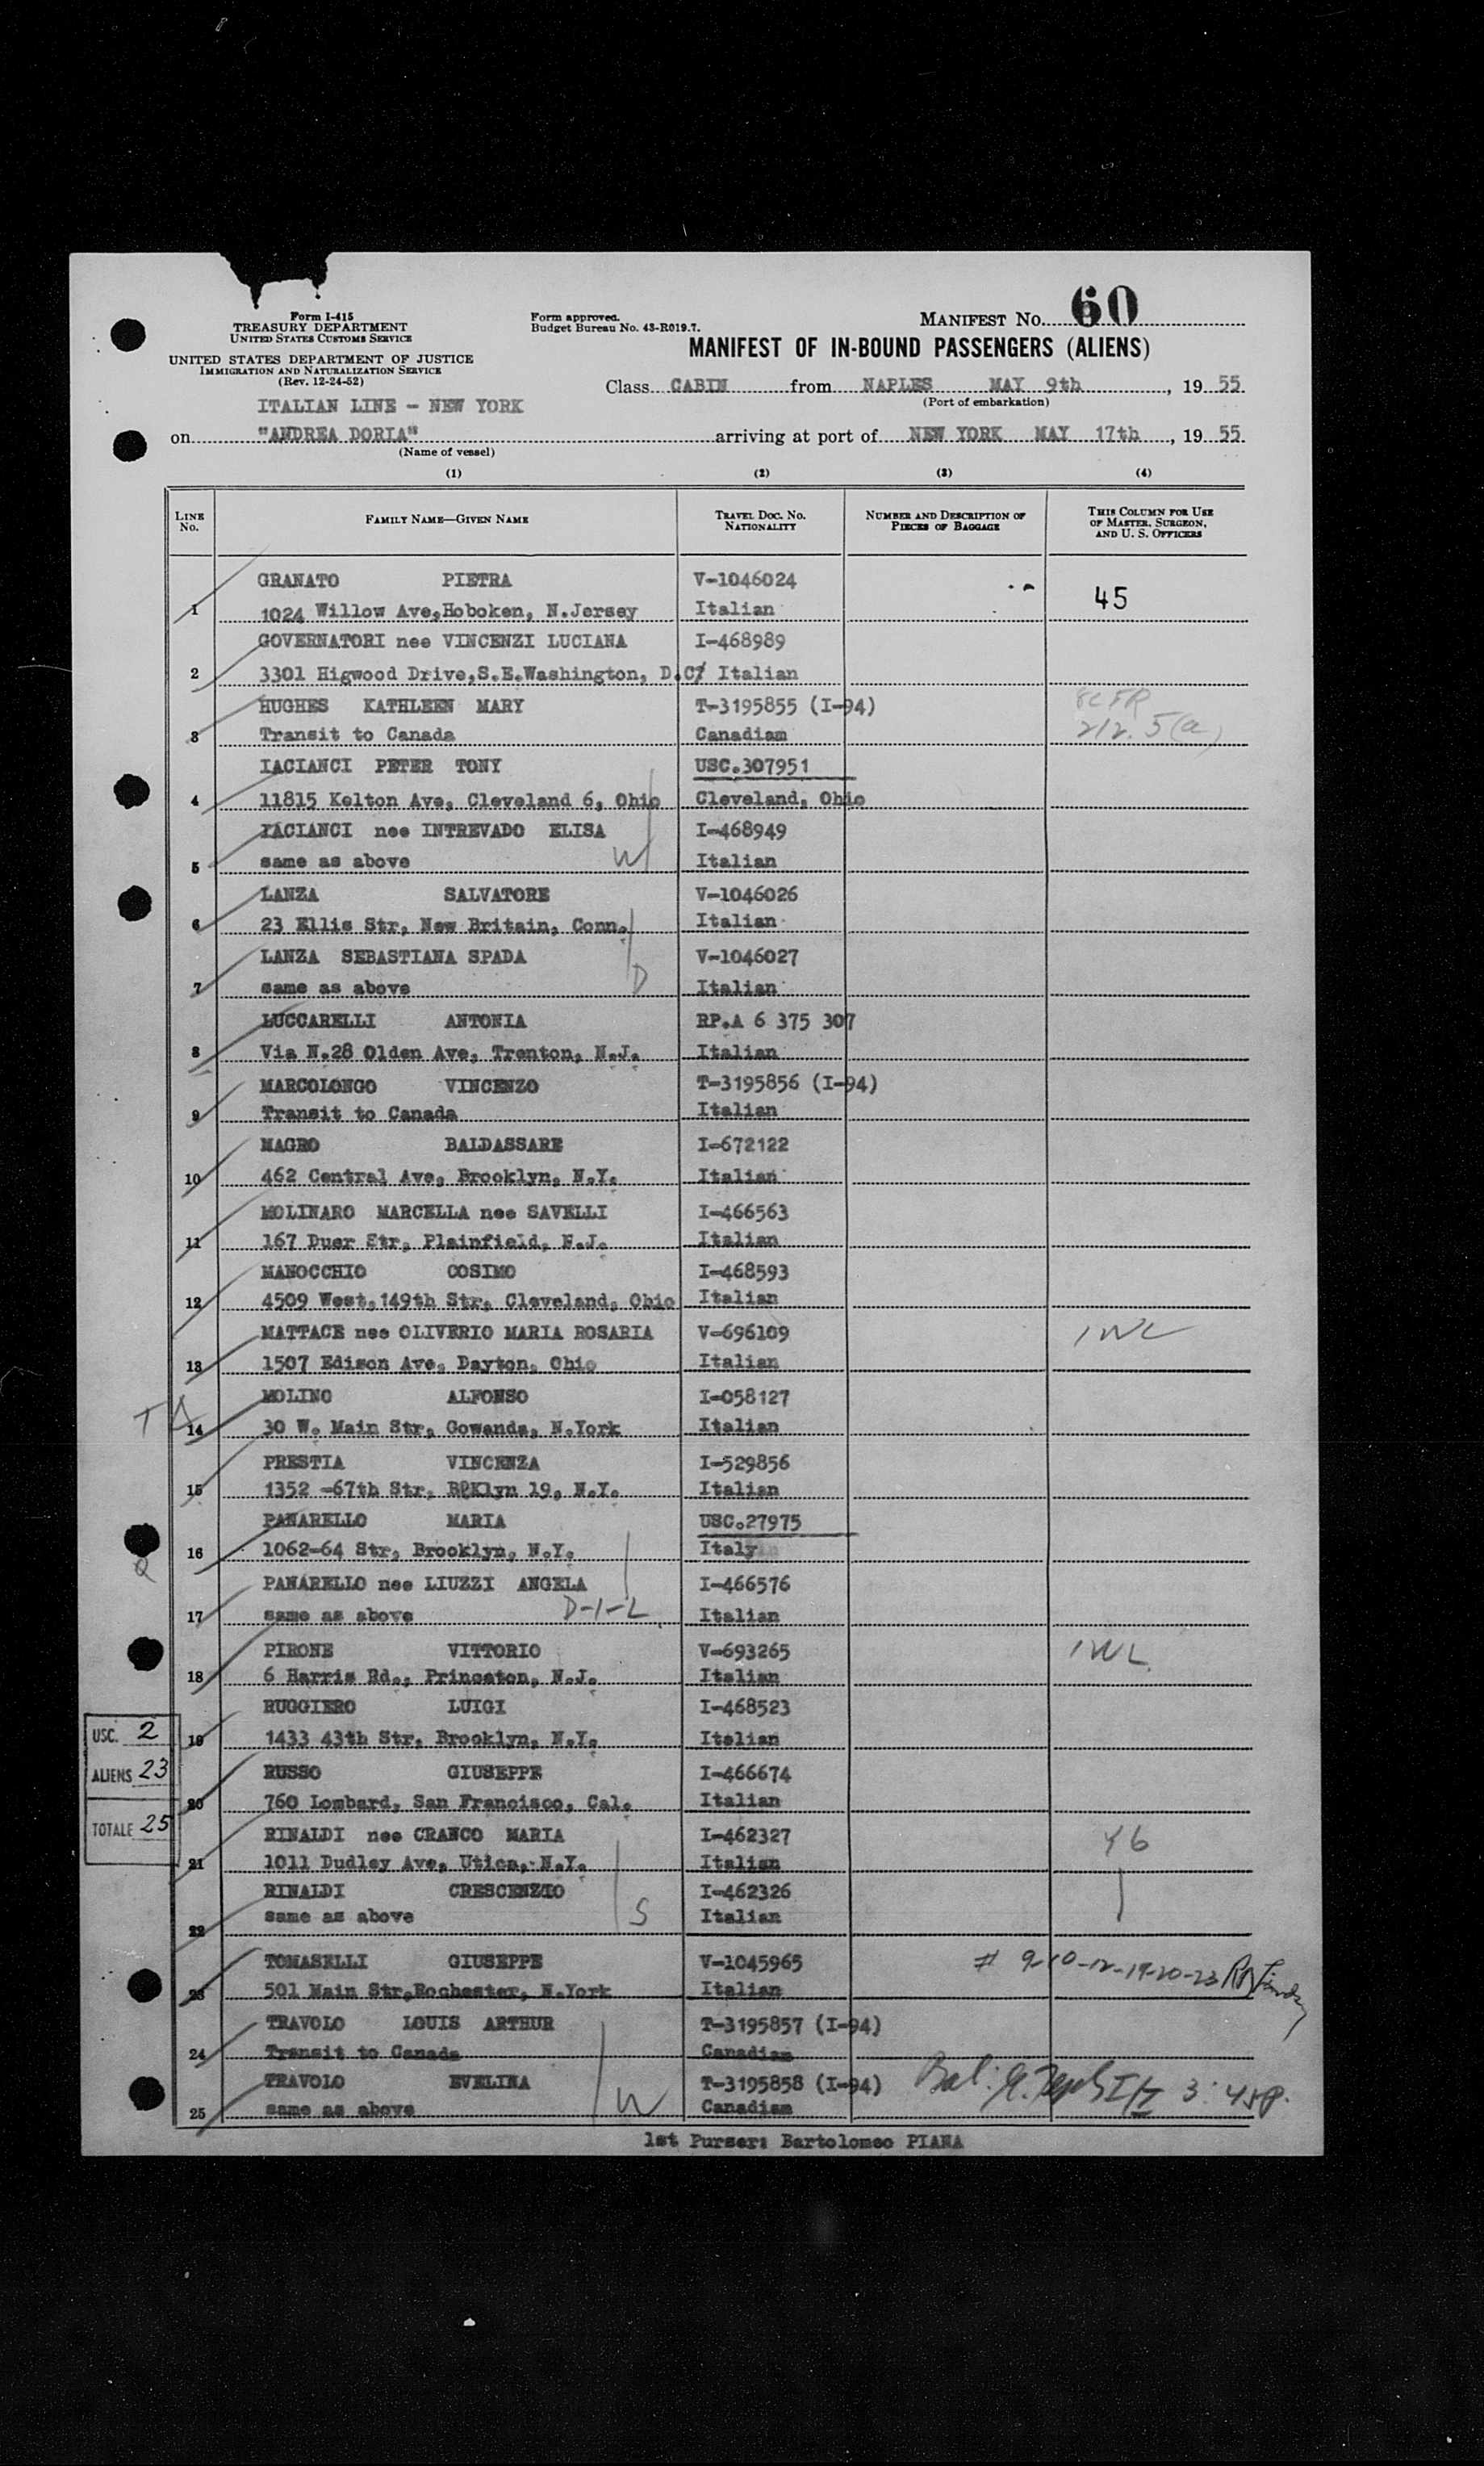 Form I-415
TREASURY DEPARTMENT
UNITED STATES CUSTOMS SERVICE
UNITED STATES DEPARTMENT OF JUSTICE
IMMIGRATION AND NATURALIZATION SERVICE
(Rev. 12-24-52)
Form approved.
Budget Bureau No. 43-R019.7.
MANIFEST NO. 60
MANIFEST OF IN-BOUND PASSENGERS (ALIENS)
Class CABIN from NAPLES MAY 9th, 19 55
(Port of embarkation)
ITALIAN LINE - NEW YORK
on "ANDREA DORIA" arriving at port of NEW YORK MAY 17th, 19 55
(Name of vessel)
(1) (2) (3) (4)
LINE No. FAMILY NAME—GIVEN NAME TRAVEL DOC. NO. NATIONALITY NUMBER AND DESCRIPTION OF PIECES OF BAGGAGE THIS COLUMN FOR USE OF MASTER, SURGEON, AND U. S. OFFICERS
GRANATO PIETRA V-1046024
1 1024 Willow Ave,Hoboken, N.Jersey Italian 45
GOVERNATORI nee VINCENZI LUCIANA I-468989
2 3301 Higwood Drive,S.E.Washington, D.C/ Italian
HUGHES KATHLEEN MARY T-3195855 (I-94) 8CFR
3 Transit to Canada Canadian 212.5(a)
IACIANCI PETER TONY USC.307951
4 11815 Kelton Ave, Cleveland 6, Ohio Cleveland, Ohio
IACIANCI nee INTREVADO ELISA I-468949
5 same as above W Italian
LANZA SALVATORE V-1046026
6 23 Ellis Str, New Britain, Conn. Italian
LANZA SEBASTIANA SPADA V-1046027
7 same as above D Italian
LUCCARELLI ANTONIA RP.A 6 375 307
8 Via N.28 Olden Ave, Trenton, N.J. Italian
MARCOLONGO VINCENZO T-3195856 (I-94)
9 Transit to Canada Italian
MAGRO BALDASSARE I-672122
10 462 Central Ave, Brooklyn, N.Y. Italian
MOLINARO MARCELLA nee SAVELLI I-466563
11 167 Duer Str, Plainfield, N.J. Italian
MANOCCHIO COSIMO I-468593
12 4509 West,149th Str, Cleveland, Ohio Italian
MATTACE nee OLIVERIO MARIA ROSARIA V-696109
13 1507 Edison Ave, Dayton, Ohio Italian
MOLINO ALFONSO I-058127
14 30 W. Main Str, Gowanda, N.York Italian
PRESTIA VINCENZA I-529856
15 1352 -67th Str, BRKlyn 19, N.Y. Italian
PANARELLO MARIA USC.27975
16 1062-64 Str, Brooklyn, N.Y. Italy
PANARELLO nee LIUZZI ANGELA I-466576
17 same as above D-I-L Italian
PIRONE VITTORIO V-693265
18 6 Harris Rd., Princeton, N.J. Italian
RUGGIERO LUIGI I-468523
19 1433 43th Str, Brooklyn, N.Y. Italian
RUSSO GIUSEPPE I-466674
20 760 Lombard, San Francisco, Cal. Italian
RINALDI nee CRANCO MARIA I-462327
21 1011 Dudley Ave, Utica, N.Y. Italian
RINALDI CRESCENZIO I-462326
22 same as above S Italian
TOMASELLI GIUSEPPE V-1045965
23 501 Main Str,Rochester, N.York Italian # 9-10-12-19-20-23
TRAVOLO LOUIS ARTHUR T-3195857 (I-94)
24 Transit to Canada Canadian
TRAVOLO EVELINA T-3195858 (I-94)
25 same as above W Canadian
USC. 2
ALIENS 23
TOTALE 25
1st Purser: Bartolomeo PIANA